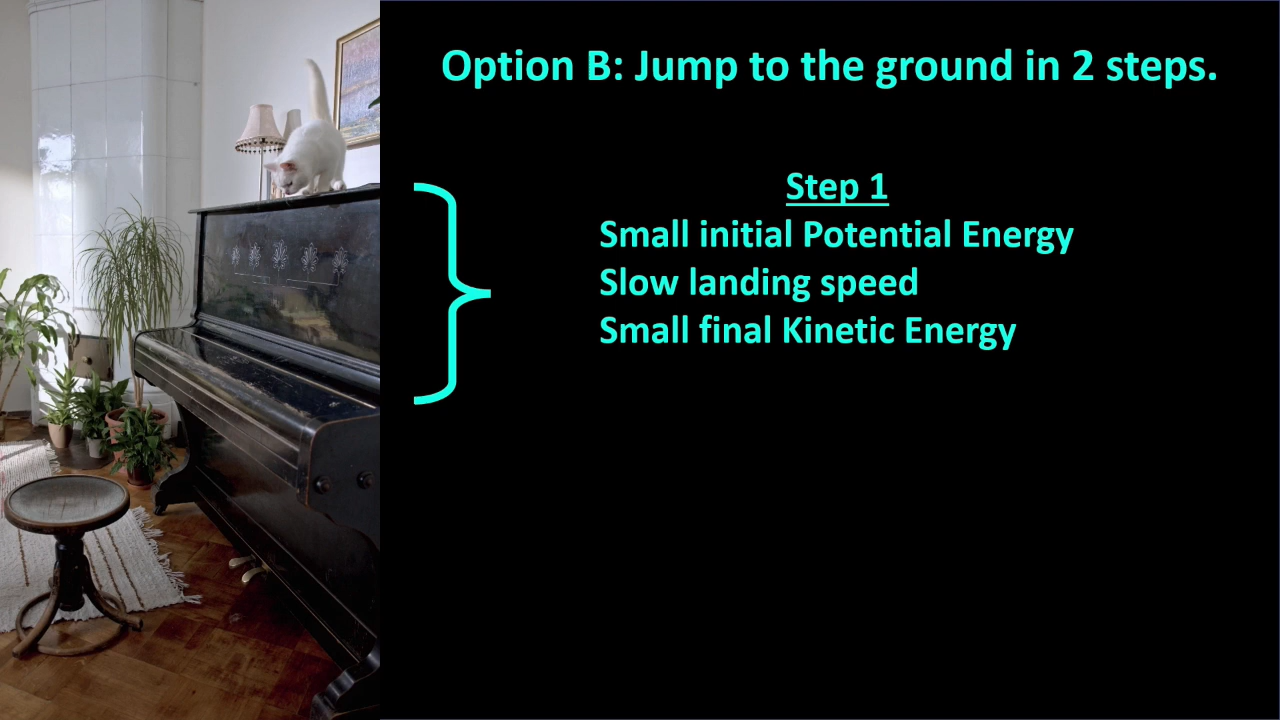 Option B: Jump to the ground in 2 steps.
Step 1
Small initial Potential Energy
Slow landing speed
Small final Kinetic Energy